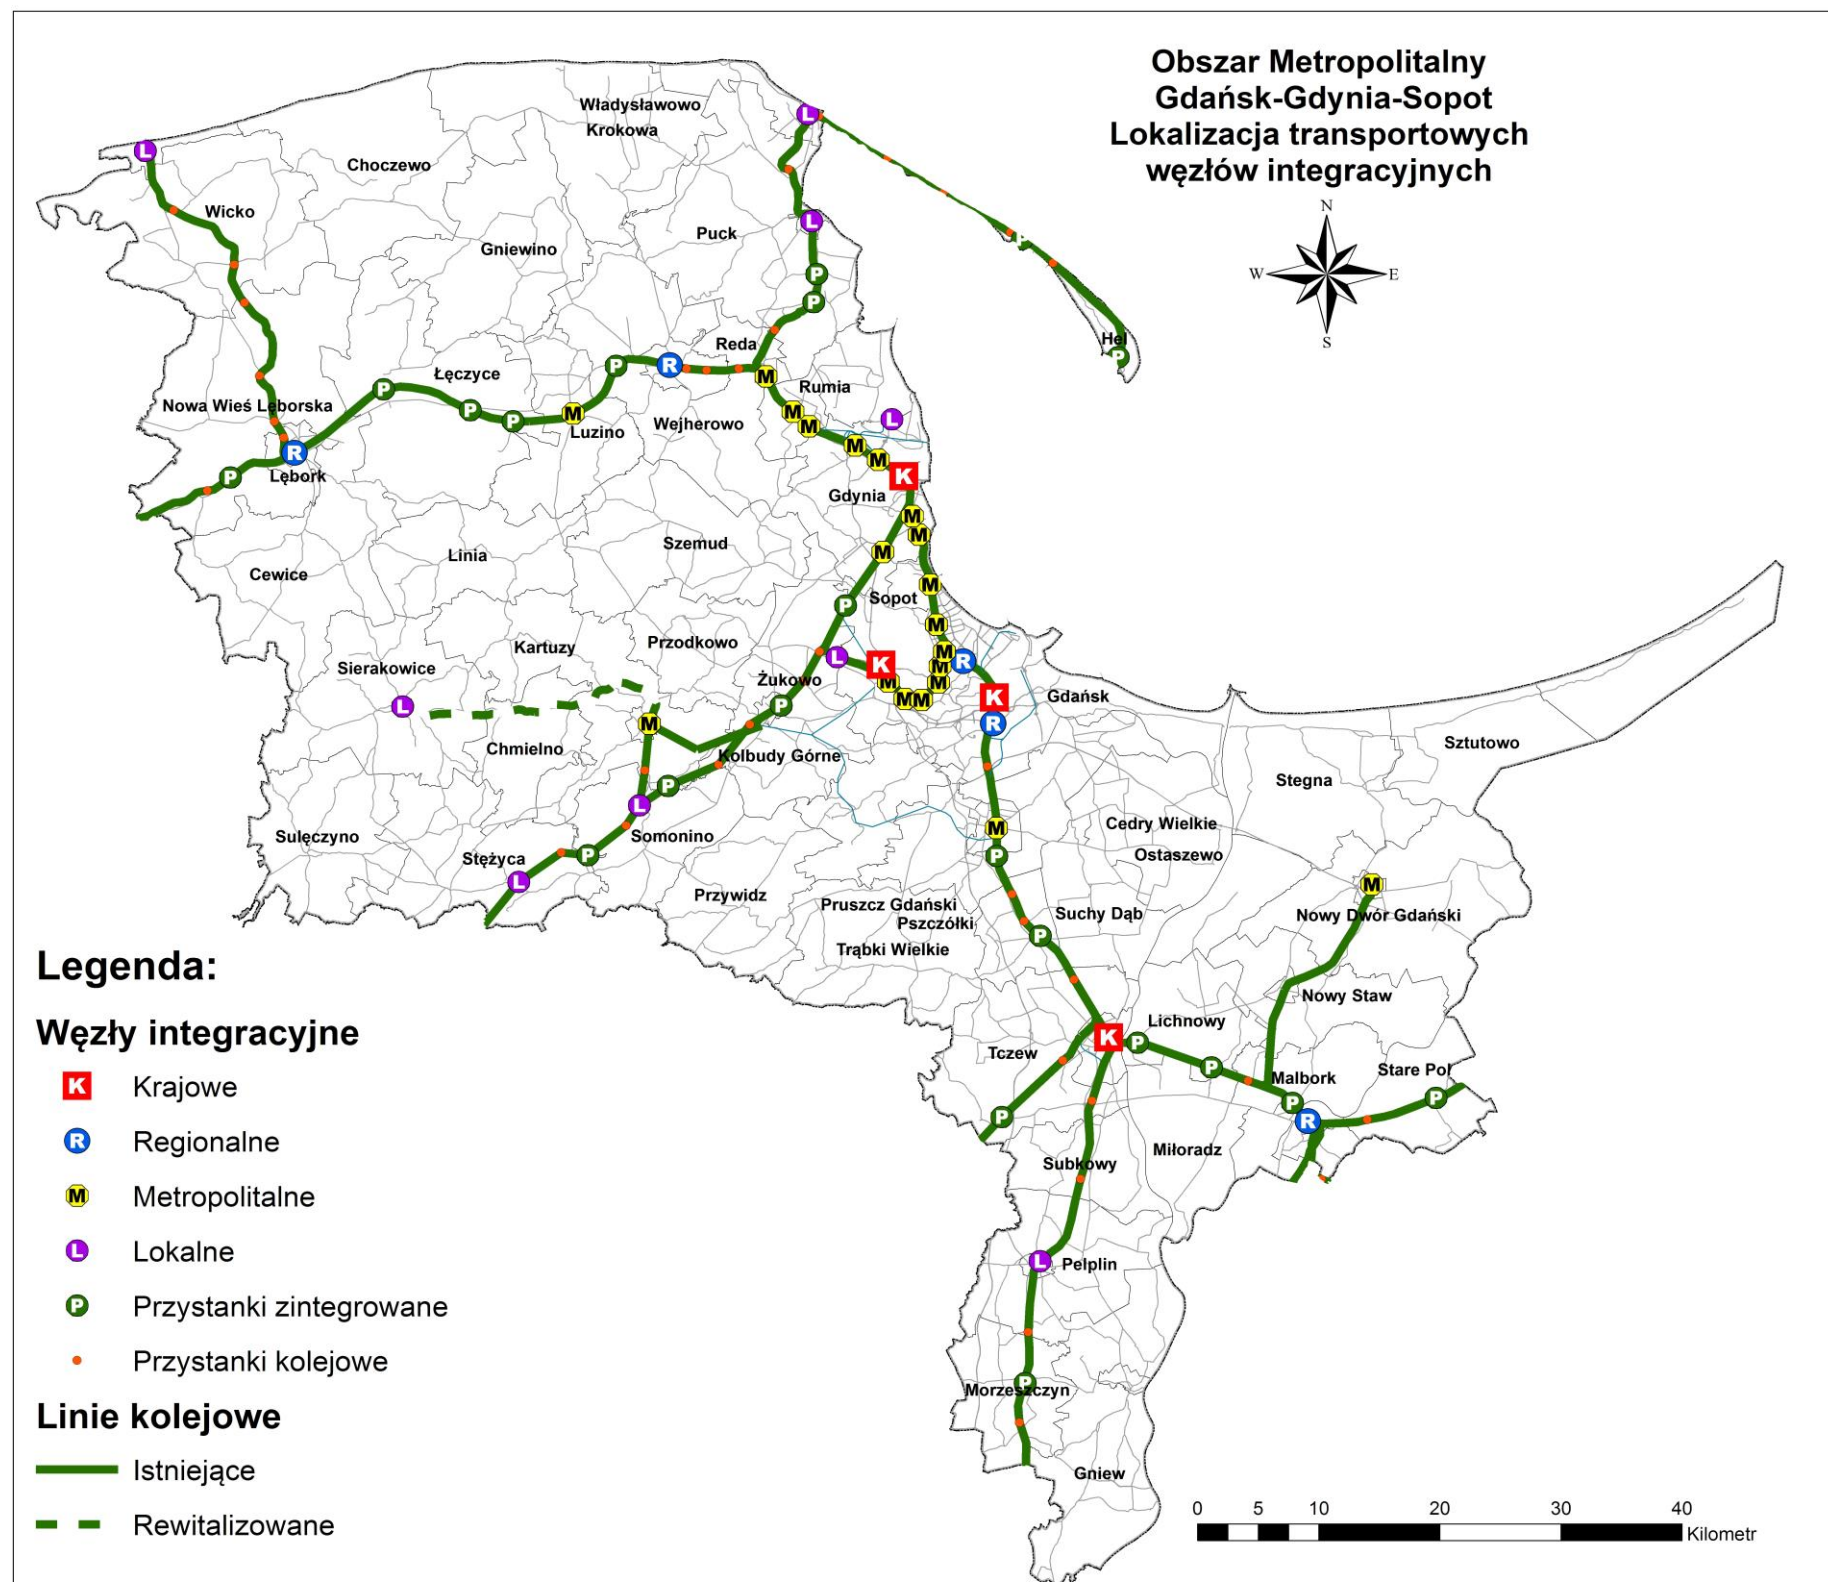 Obszar Metropolitalny
Gdańsk-Gdynia-Sopot
Lokalizacja transportowych
węzłów integracyjnych
N
W
E
S
Władysławowo
Krokowa
L
L
Choczewo
Wicko
L
Puck
Gniewino
P
P
P
Hel
P
Reda
P
R
Łęczyce
M
Rumia
P
Nowa Wieś Lęborska
P
P
M
M
M
L
Luzino
Wejherowo
M
M
R
Lębork
P
K
Gdynia
M
M
Szemud
M
Linia
Cewice
M
Sopot
P
M
Kartuzy
Przodkowo
M
Sierakowice
L
K
M
R
Żukowo
M
M
M
M
K
Gdańsk
L
P
R
M
Chmielno
Kolbudy Górne
Sztutowo
Stegna
P
L
Sulęczyno
Somonino
M
Cedry Wielkie
Stężyca
P
P
Ostaszewo
L
M
Przywidz
Pruszcz Gdański
Pszczółki
Suchy Dąb
Nowy Dwór Gdański
P
Trąbki Wielkie
Nowy Staw
Lichnowy
K
P
Tczew
P
Malbork
Stare Pol
P
P
P
R
Miłoradz
Subkowy
L
Pelplin
P
Morzeszczyn
Gniew
Legenda:
Węzły integracyjne
K Krajowe
R Regionalne
M Metropolitalne
L Lokalne
P Przystanki zintegrowane
Przystanki kolejowe
Linie kolejowe
Istniejące
Rewitalizowane
0 5 10 20 30 40
Kilometr